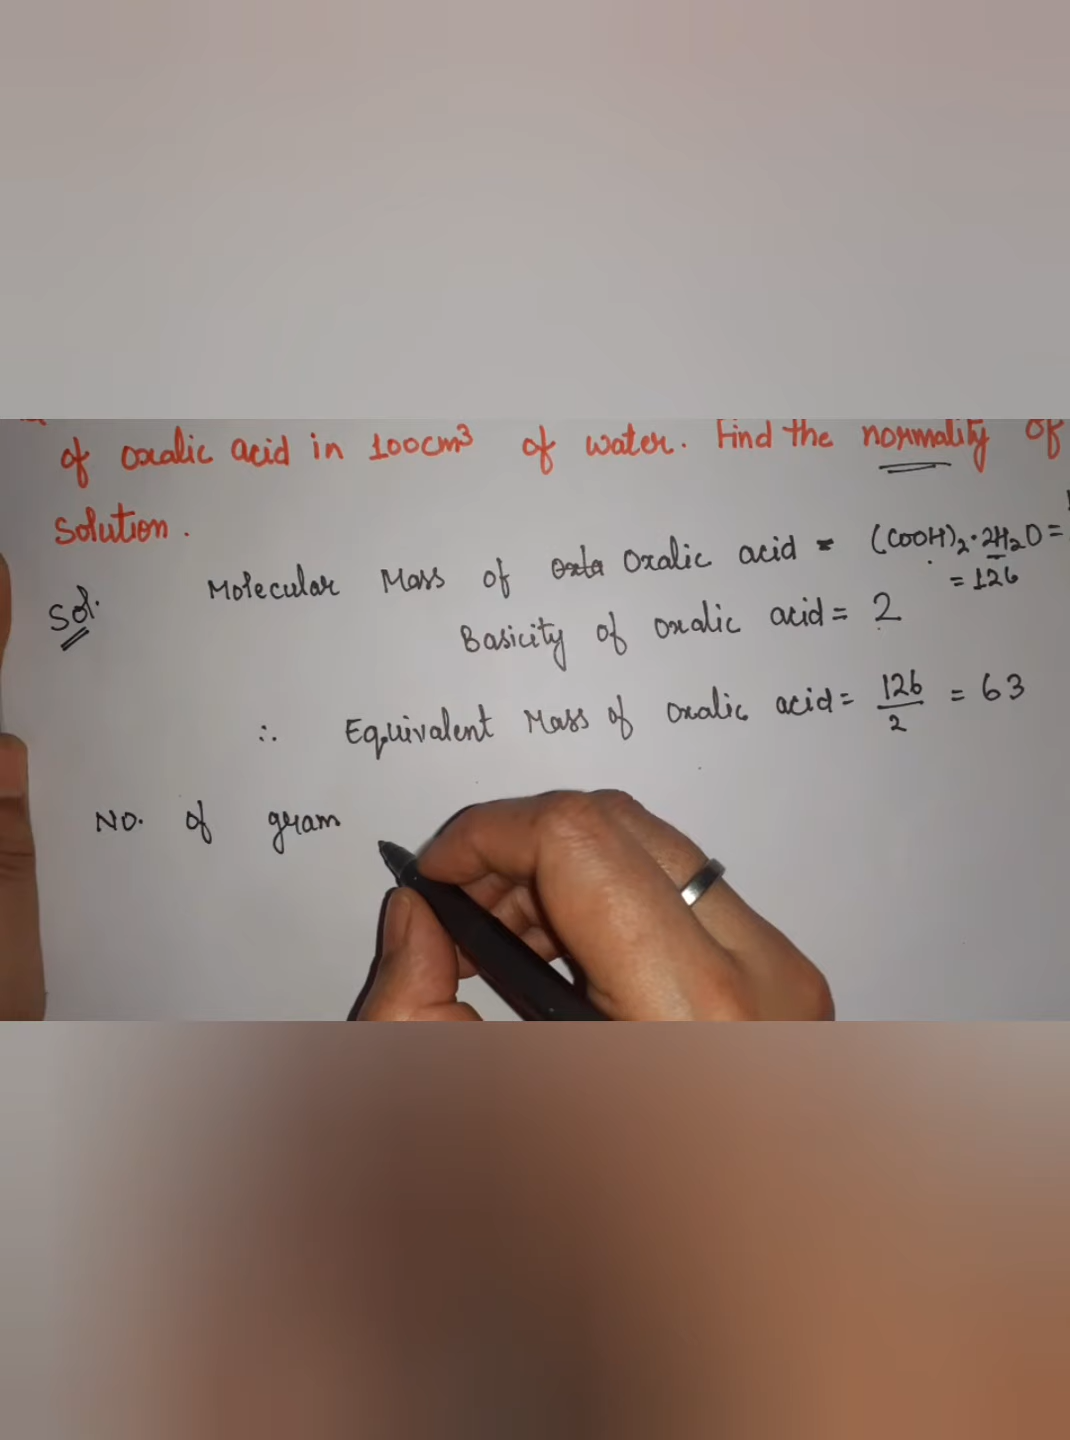 of oxalic acid in 100cm³ of water. Find the normality of
solution.
Sol. Molecular Mass of Oxalic acid = (COOH)₂·2H₂O =
= 126
Basicity of oxalic acid = 2
∴ Equivalent Mass of oxalic acid = 126/2 = 63
No. of gram